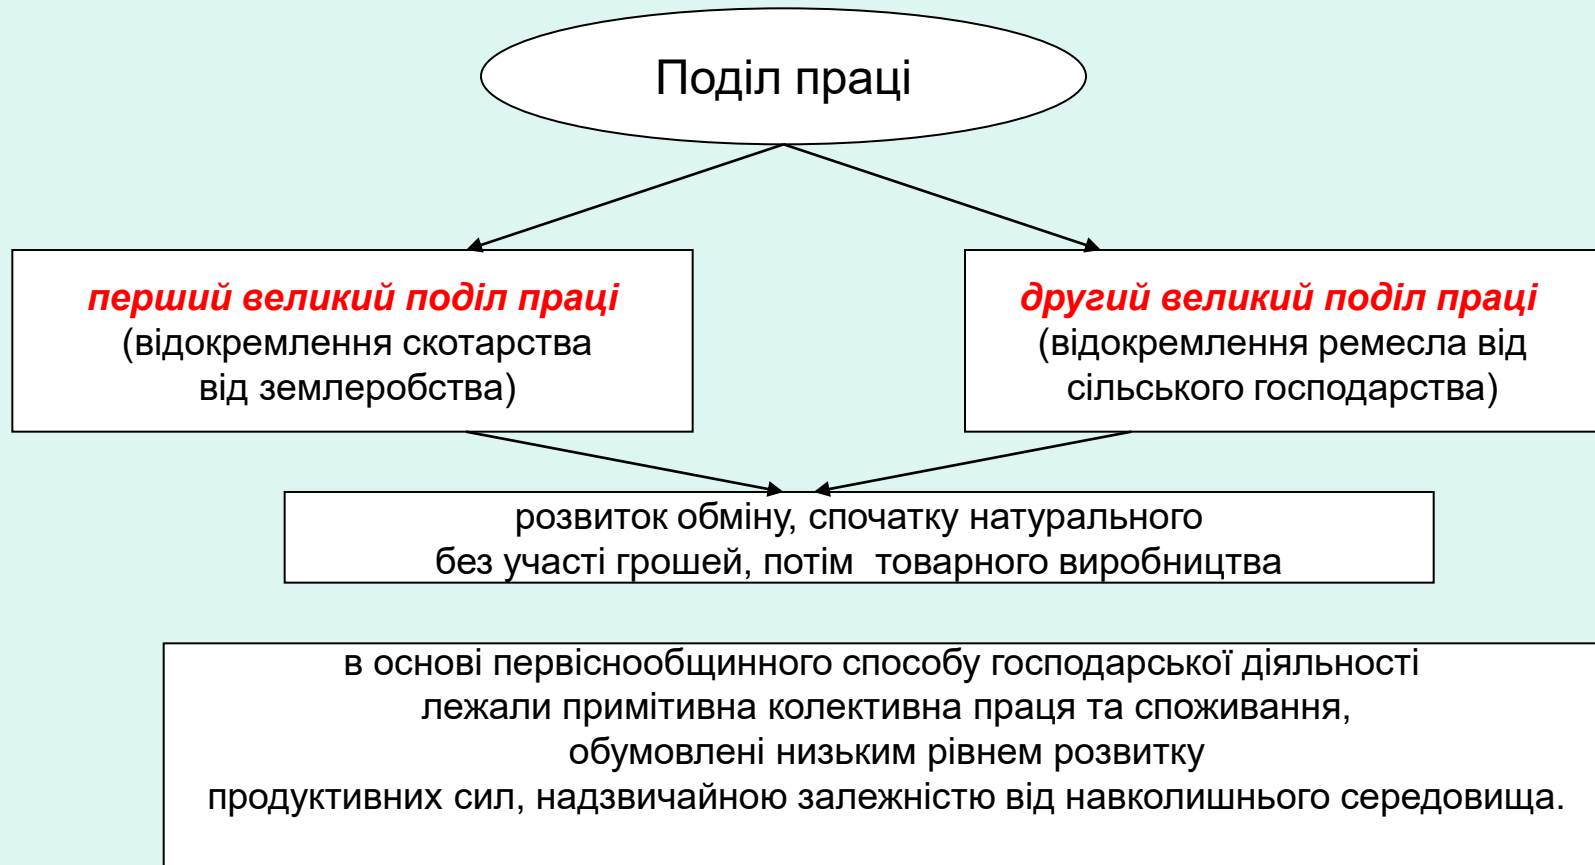 Поділ праці
перший великий поділ праці
(відокремлення скотарства
від землеробства)
другий великий поділ праці
(відокремлення ремесла від
сільського господарства)
розвиток обміну, спочатку натурального
без участі грошей, потім  товарного виробництва
в основі первіснообщинного способу господарської діяльності
лежали примітивна колективна праця та споживання,
обумовлені низьким рівнем розвитку
продуктивних сил, надзвичайною залежністю від навколишнього середовища.